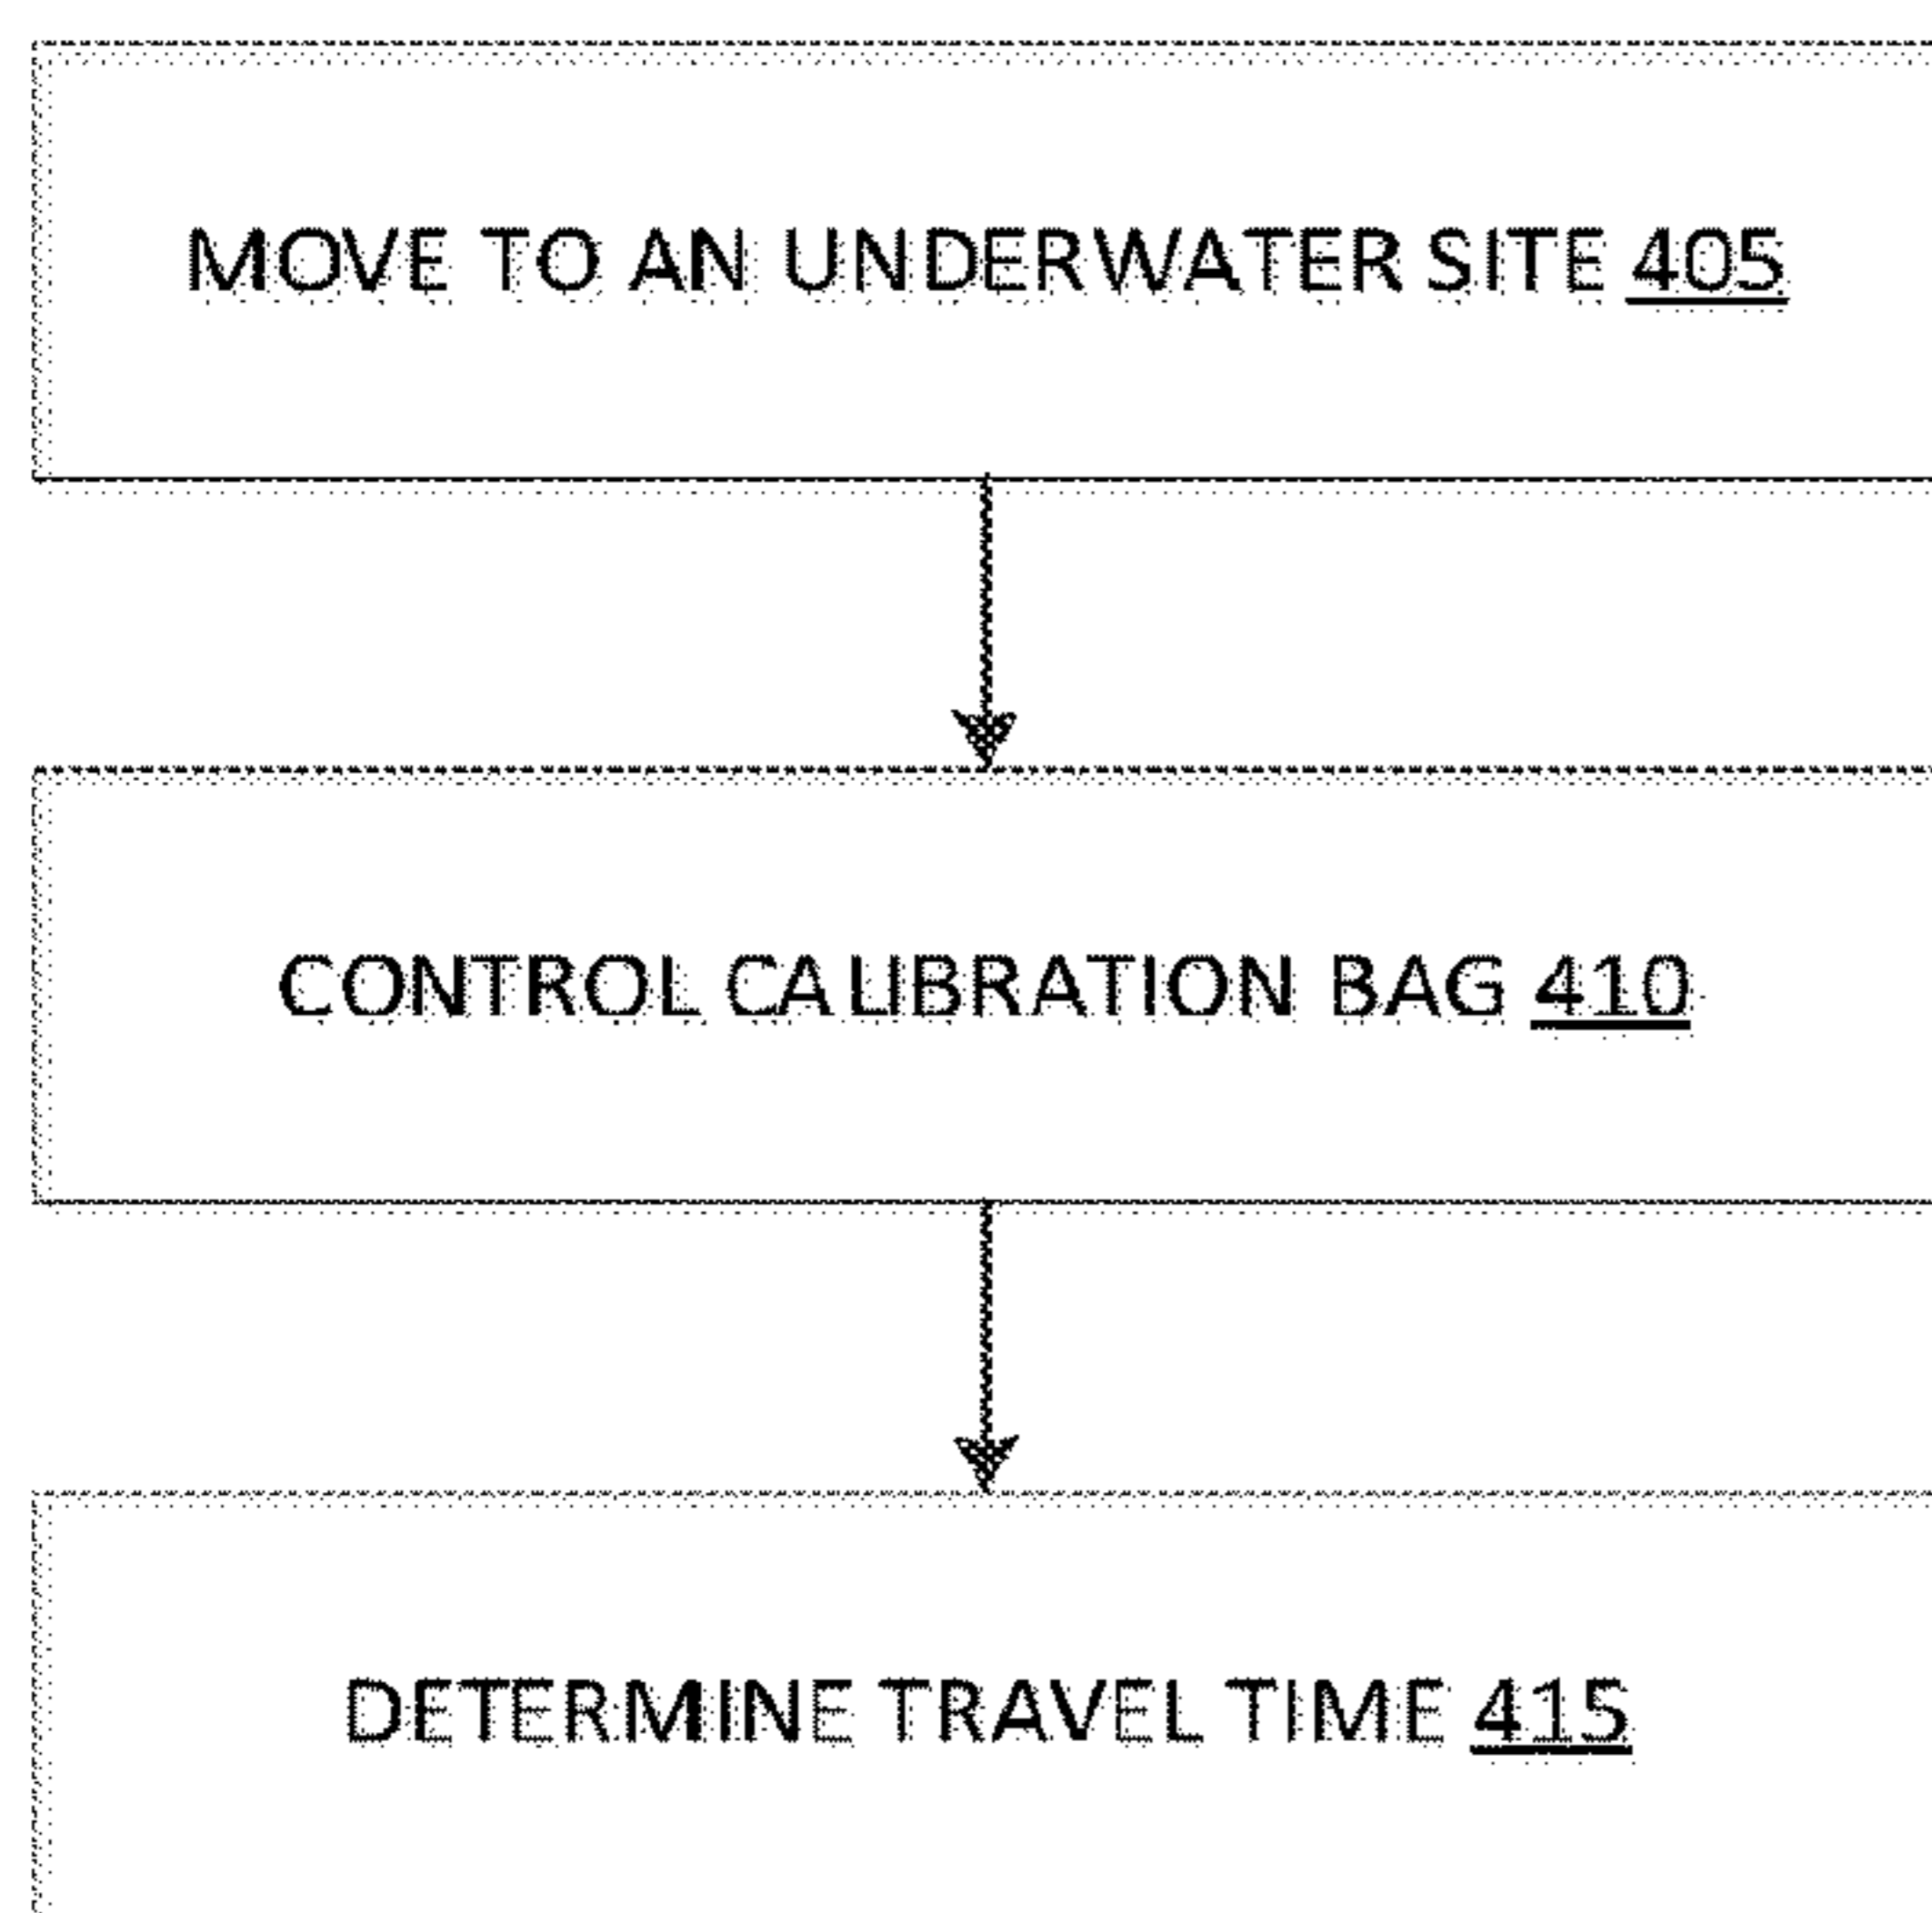 MOVE TO AN UNDERWATER SITE 405
CONTROL CALIBRATION BAG 410
DETERMINE TRAVEL TIME 415